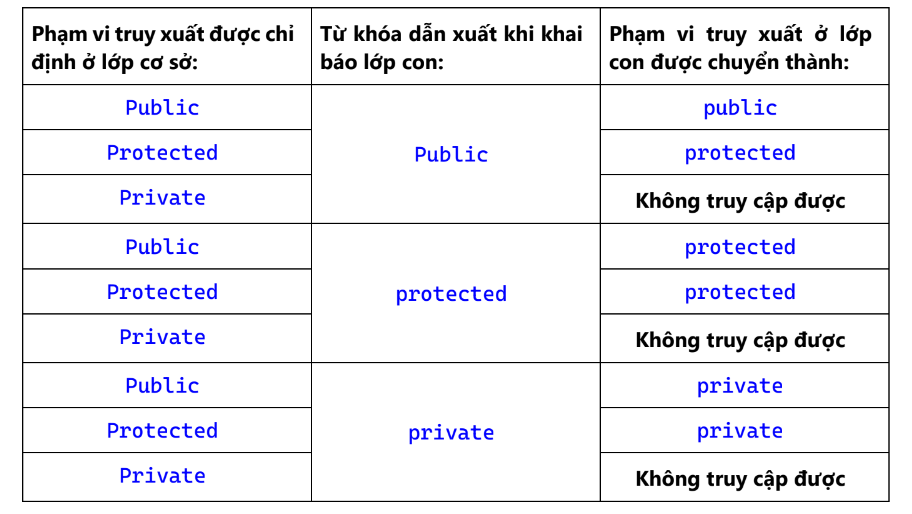 Phạm vi truy xuất được chỉ
định ở lớp cơ sở:
Từ khóa dẫn xuất khi khai
báo lớp con:
Phạm vi truy xuất ở lớp
con được chuyển thành:
Public
Public
public
Protected
protected
Private
Không truy cập được
Public
protected
protected
Protected
protected
Private
Không truy cập được
Public
private
private
Protected
private
Private
Không truy cập được